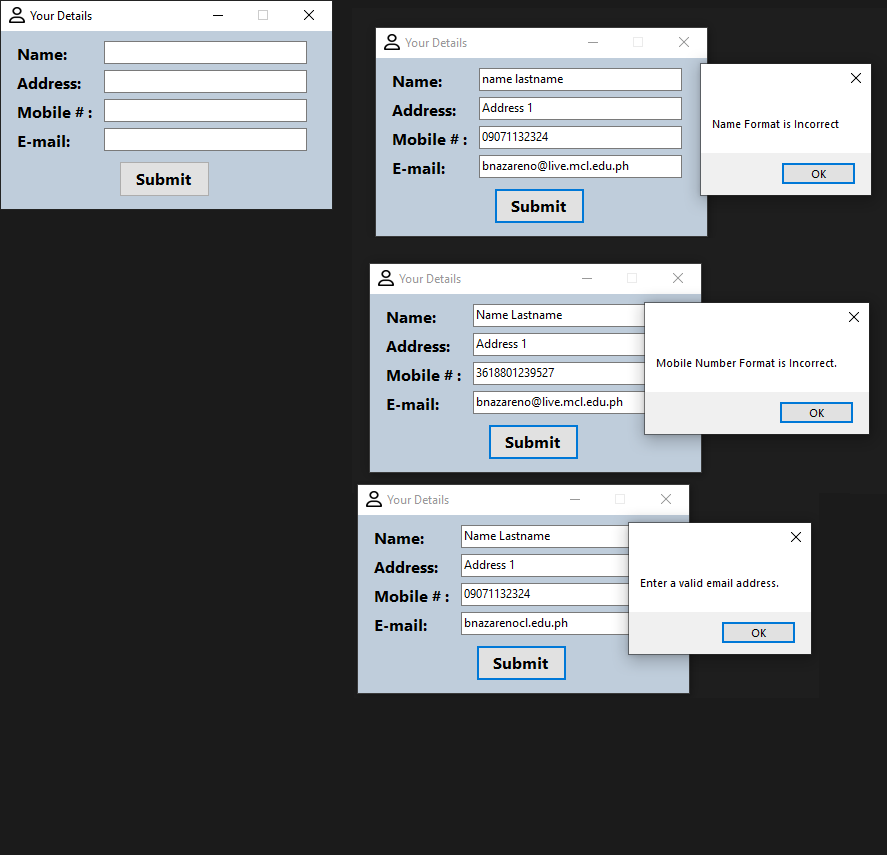 Your Details
Name:
Address:
Mobile # :
E-mail:
Submit
Your Details
Name: name lastname
Address: Address 1
Mobile # : 09071132324
E-mail: bnazareno@live.mcl.edu.ph
Submit
Name Format is Incorrect
OK
Your Details
Name: Name Lastname
Address: Address 1
Mobile # : 3618801239527
E-mail: bnazareno@live.mcl.edu.ph
Submit
Mobile Number Format is Incorrect.
OK
Your Details
Name: Name Lastname
Address: Address 1
Mobile # : 09071132324
E-mail: bnazarenocl.edu.ph
Submit
Enter a valid email address.
OK